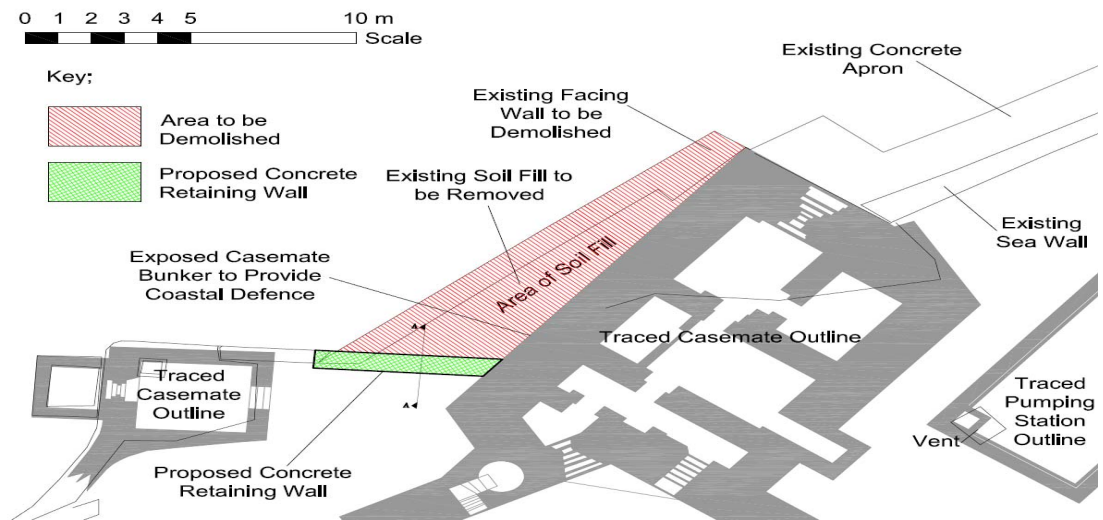 0 1 2 3 4 5 10 m
Scale
Key;
Area to be
Demolished
Proposed Concrete
Retaining Wall
Existing Concrete
Apron
Existing Facing
Wall to be
Demolished
Existing Soil Fill to
be Removed
Existing
Sea Wall
Exposed Casemate
Bunker to Provide
Coastal Defence
Area of Soil Fill
Traced Casemate Outline
A
A
Traced
Casemate
Outline
Traced
Pumping
Station
Outline
Vent
Proposed Concrete
Retaining Wall